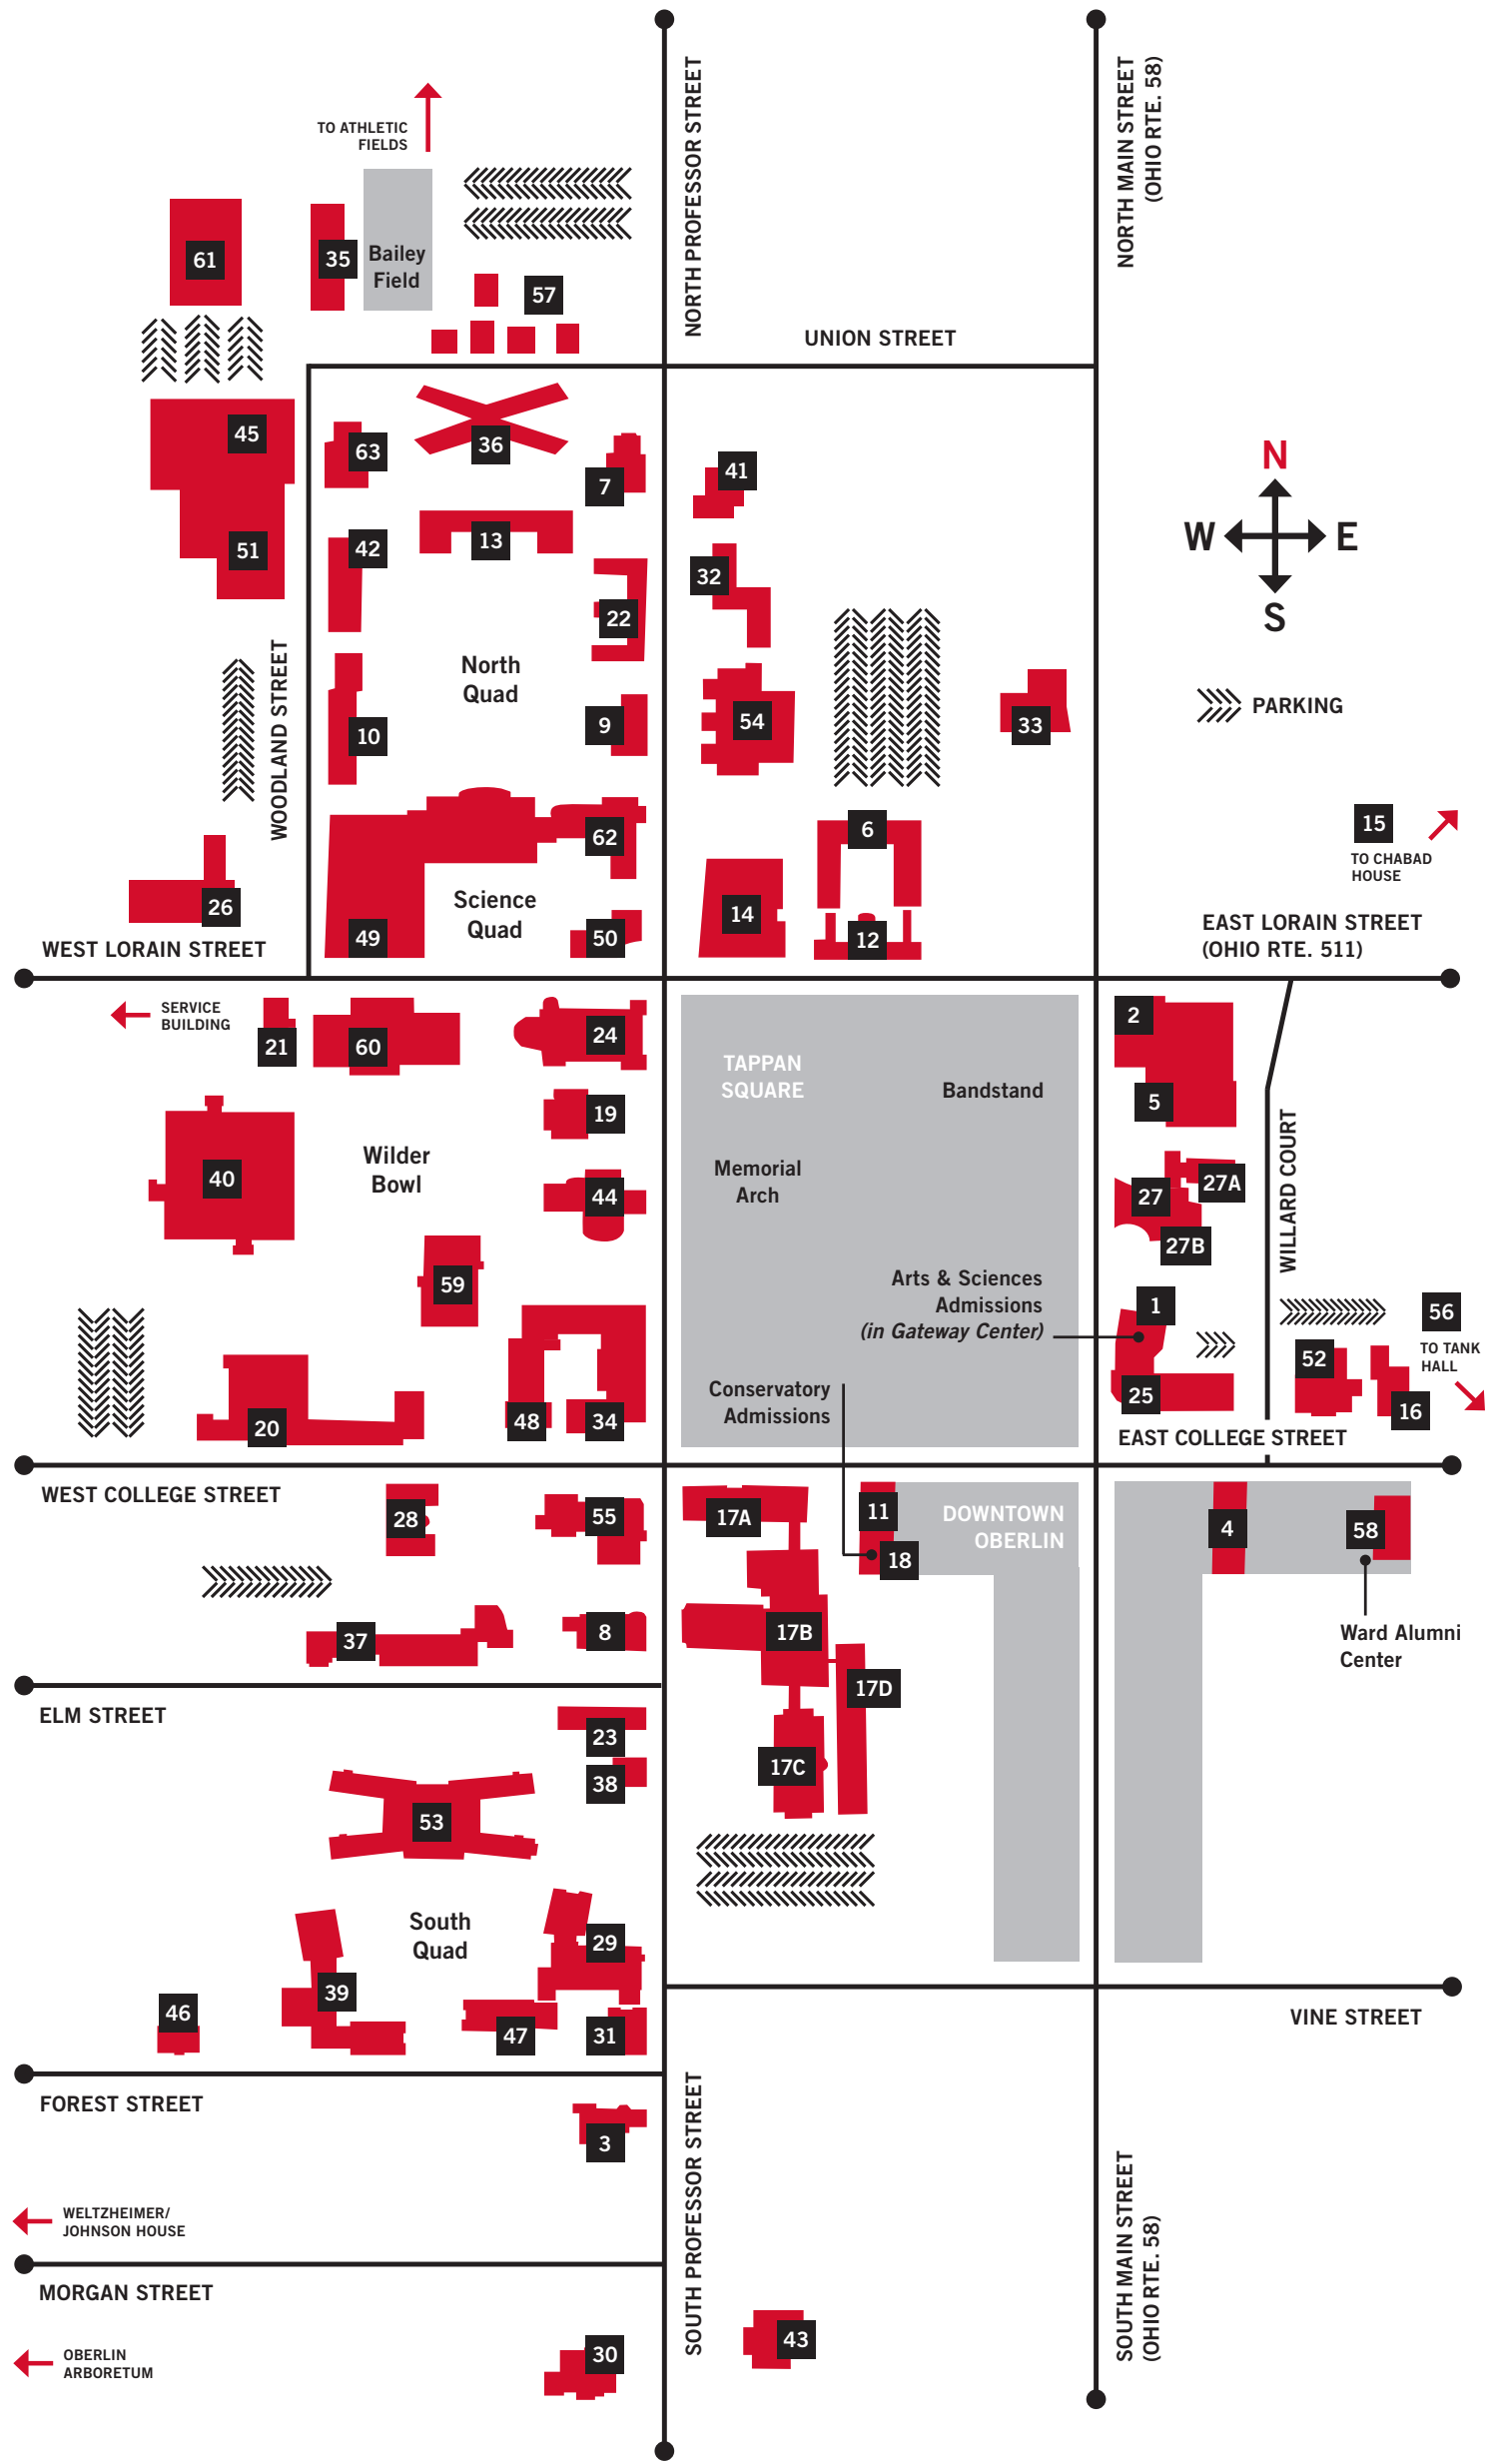 NORTH PROFESSOR STREET
NORTH MAIN STREET
(OHIO RTE. 58)
TO ATHLETIC
FIELDS
61
35
Bailey
Field
57
UNION STREET
45
63
36
7
41
N
W
E
S
51
42
13
32
22
North
Quad
WOODLAND STREET
10
9
54
33
PARKING
62
6
15
TO CHABAD
HOUSE
26
Science
Quad
49
50
14
12
WEST LORAIN STREET
EAST LORAIN STREET
(OHIO RTE. 511)
SERVICE
BUILDING
21
60
24
TAPPAN
SQUARE
Bandstand
2
5
19
40
Wilder
Bowl
44
Memorial
Arch
27
27A
27B
WILLARD COURT
59
Arts & Sciences
Admissions
(in Gateway Center)
1
56
TO TANK
HALL
52
16
20
48
34
Conservatory
Admissions
25
EAST COLLEGE STREET
WEST COLLEGE STREET
28
55
17A
11
18
DOWNTOWN
OBERLIN
4
58
37
8
17B
Ward Alumni
Center
17D
ELM STREET
23
38
17C
53
South
Quad
29
39
46
47
31
VINE STREET
FOREST STREET
3
SOUTH PROFESSOR STREET
SOUTH MAIN STREET
(OHIO RTE. 58)
WELTZHEIMER/
JOHNSON HOUSE
MORGAN STREET
OBERLIN
ARBORETUM
30
43